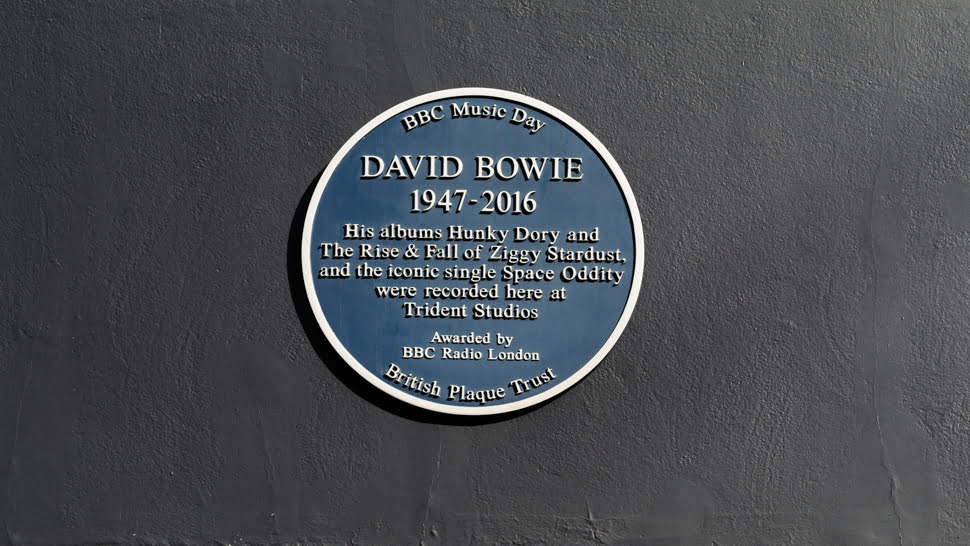 BBC Music Day
DAVID BOWIE
1947-2016
His albums Hunky Dory and
The Rise & Fall of Ziggy Stardust,
and the iconic single Space Oddity
were recorded here at
Trident Studios
Awarded by
BBC Radio London
British Plaque Trust